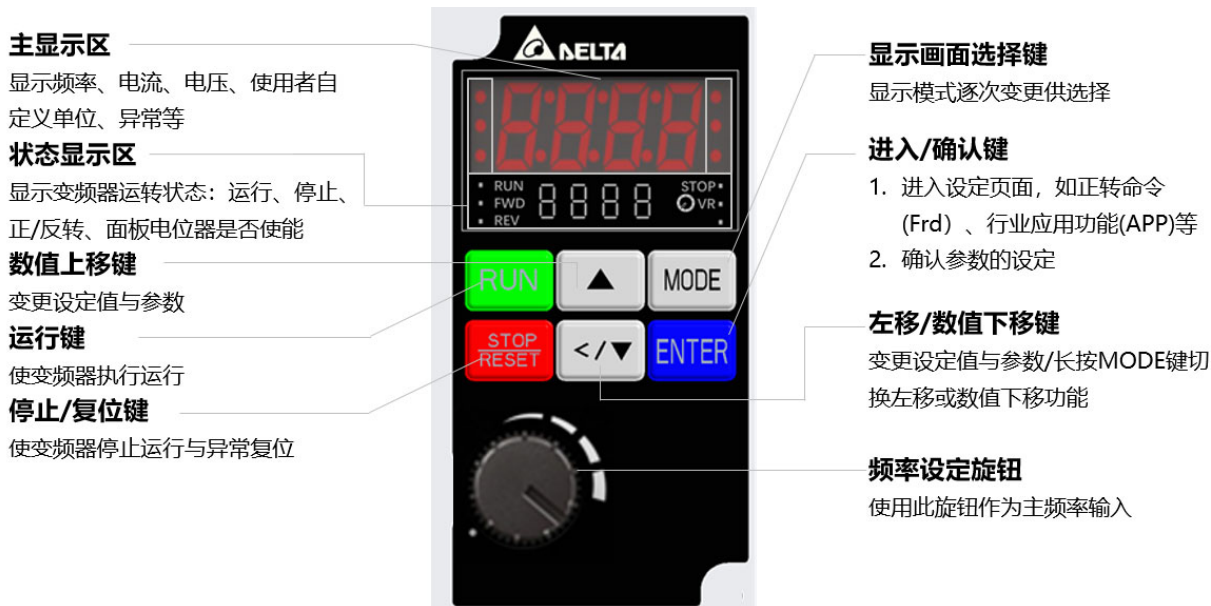 主显示区
显示频率、电流、电压、使用者自
定义单位、异常等
状态显示区
显示变频器运转状态：运行、停止、
正/反转、面板电位器是否使能
数值上移键
变更设定值与参数
运行键
使变频器执行运行
停止/复位键
使变频器停止运行与异常复位
DELTA
8.8.8.8
RUN
FWD
REV
8888
STOP
VR
RUN
▲
MODE
STOP
RESET
</▼
ENTER
显示画面选择键
显示模式逐次变更供选择
进入/确认键
1. 进入设定页面，如正转命令
(Frd）、行业应用功能(APP)等
2. 确认参数的设定
左移/数值下移键
变更设定值与参数/长按MODE键切
换左移或数值下移功能
频率设定旋钮
使用此旋钮作为主频率输入